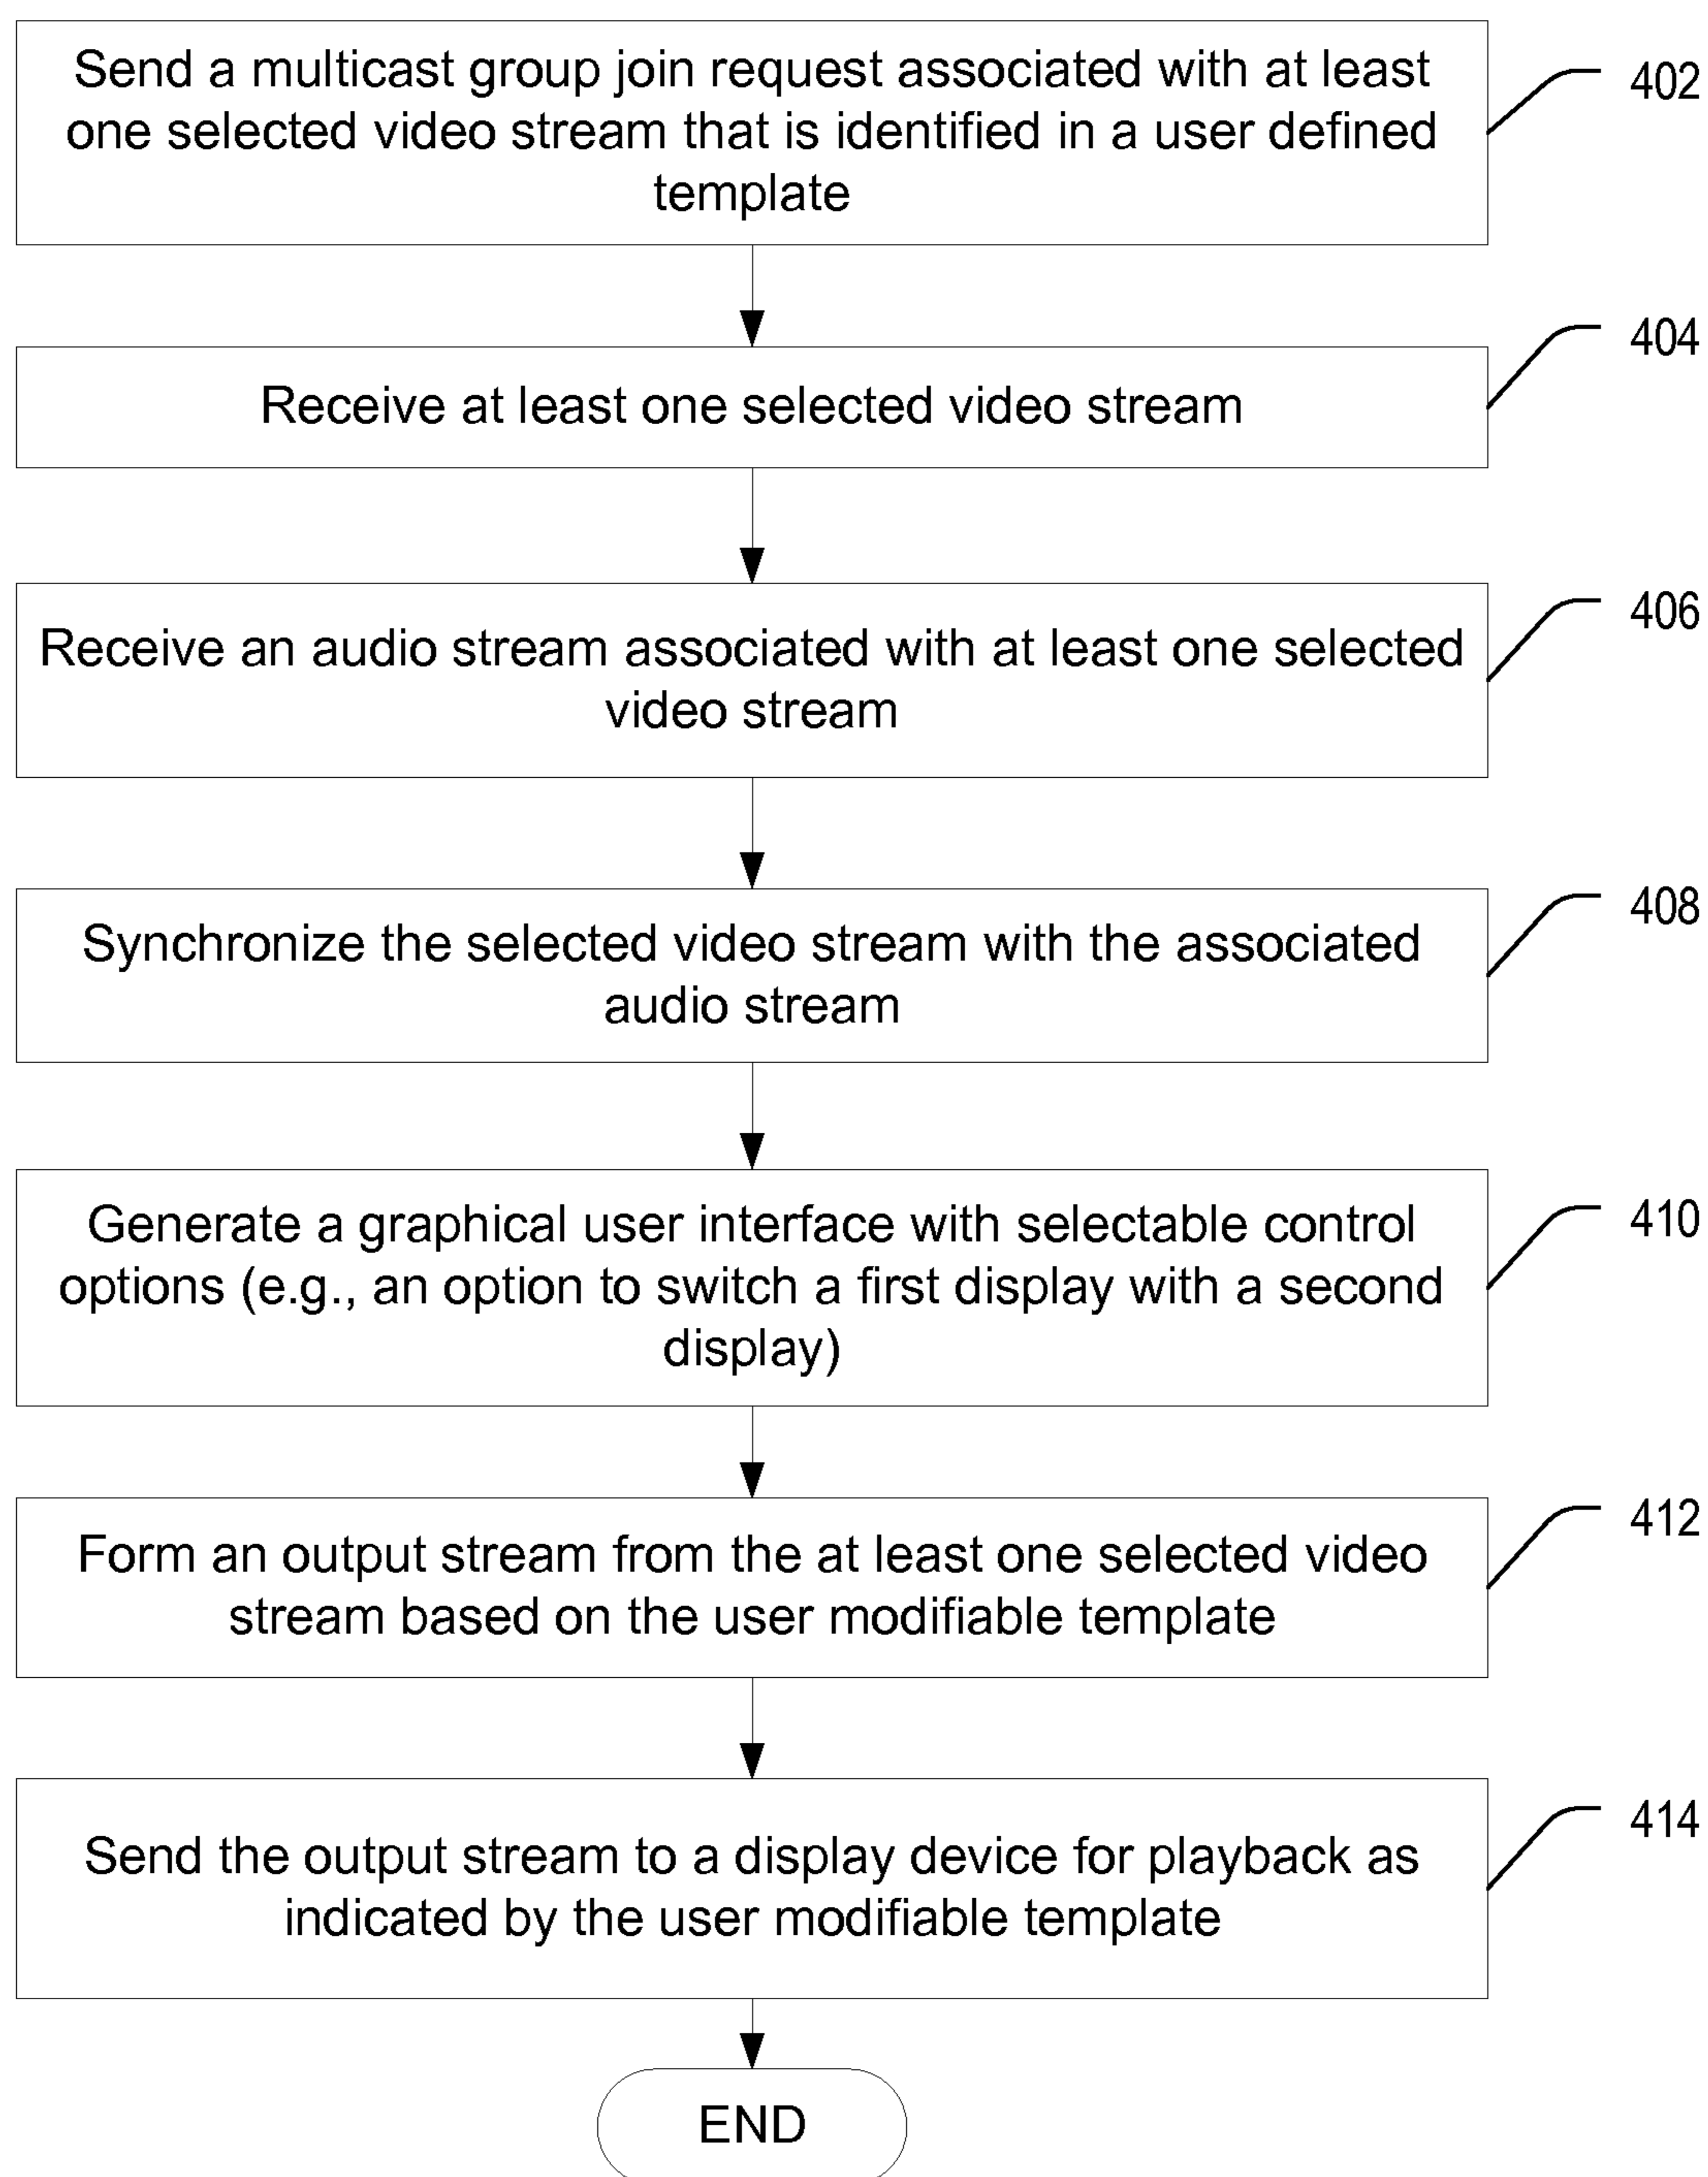 Send a multicast group join request associated with at least
one selected video stream that is identified in a user defined
template
402
Receive at least one selected video stream
404
Receive an audio stream associated with at least one selected
video stream
406
Synchronize the selected video stream with the associated
audio stream
408
Generate a graphical user interface with selectable control
options (e.g., an option to switch a first display with a second
display)
410
Form an output stream from the at least one selected video
stream based on the user modifiable template
412
Send the output stream to a display device for playback as
indicated by the user modifiable template
414
END